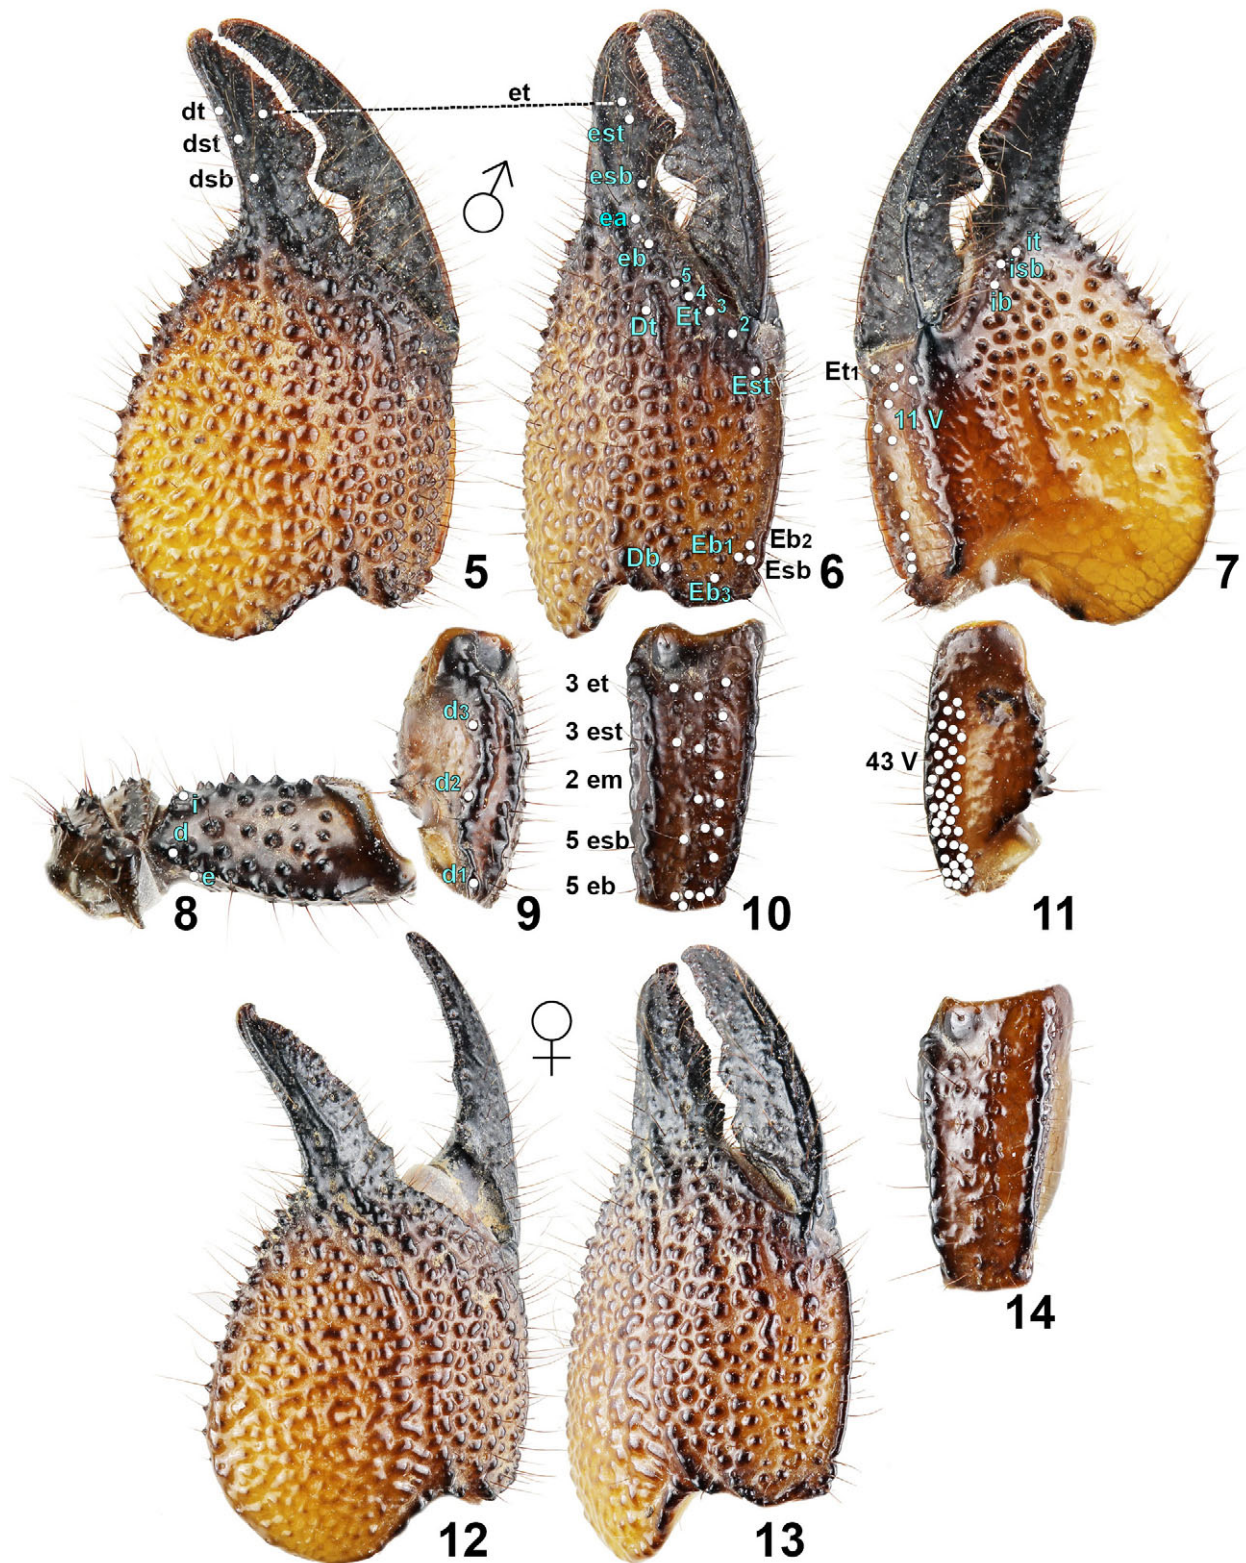 et
dt
dst
dsb
♂
est
esb
ea
eb
5
4
Et 3
2
Dt
Est
Db
Eb1
Eb2
Esb
Eb3
it
isb
ib
Et1
11 V
5
6
7
i
d
e
8
d3
d2
d1
9
3 et
3 est
2 em
5 esb
5 eb
10
43 V
11
♀
12
13
14